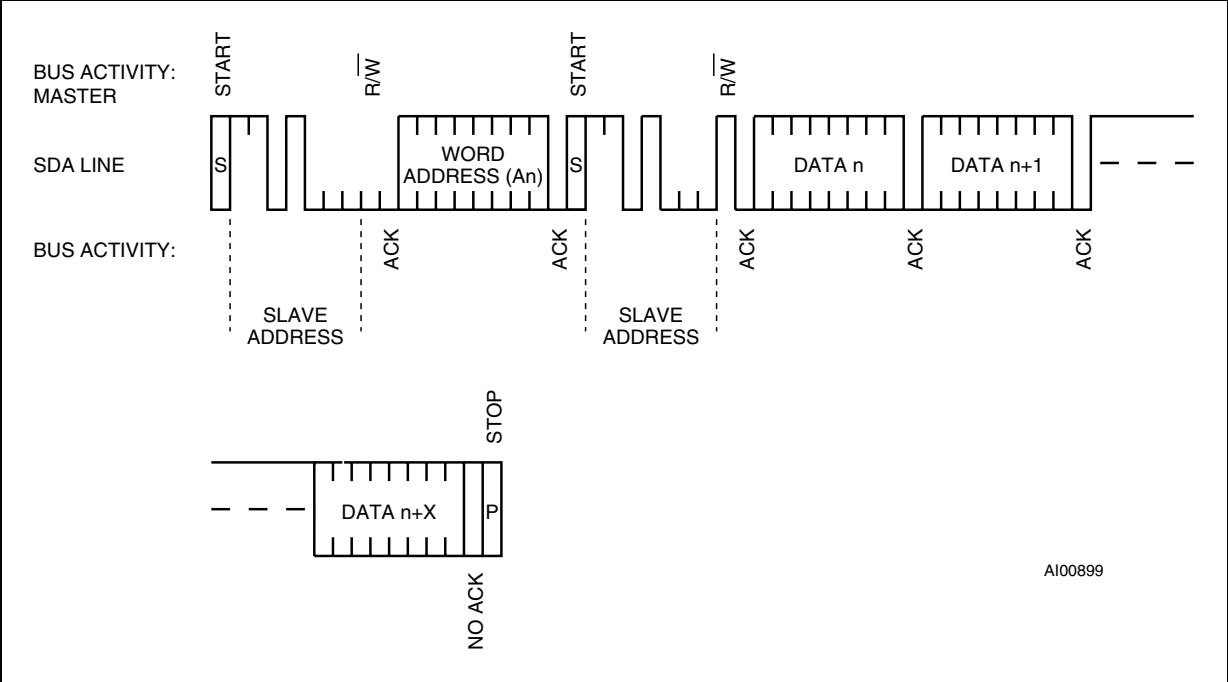 START
R/W
START
R/W
BUS ACTIVITY:
MASTER
SDA LINE
S
WORD
ADDRESS (An)
S
DATA n
DATA n+1
BUS ACTIVITY:
ACK
ACK
ACK
ACK
ACK
SLAVE
ADDRESS
SLAVE
ADDRESS
STOP
DATA n+X
P
NO ACK
AI00899